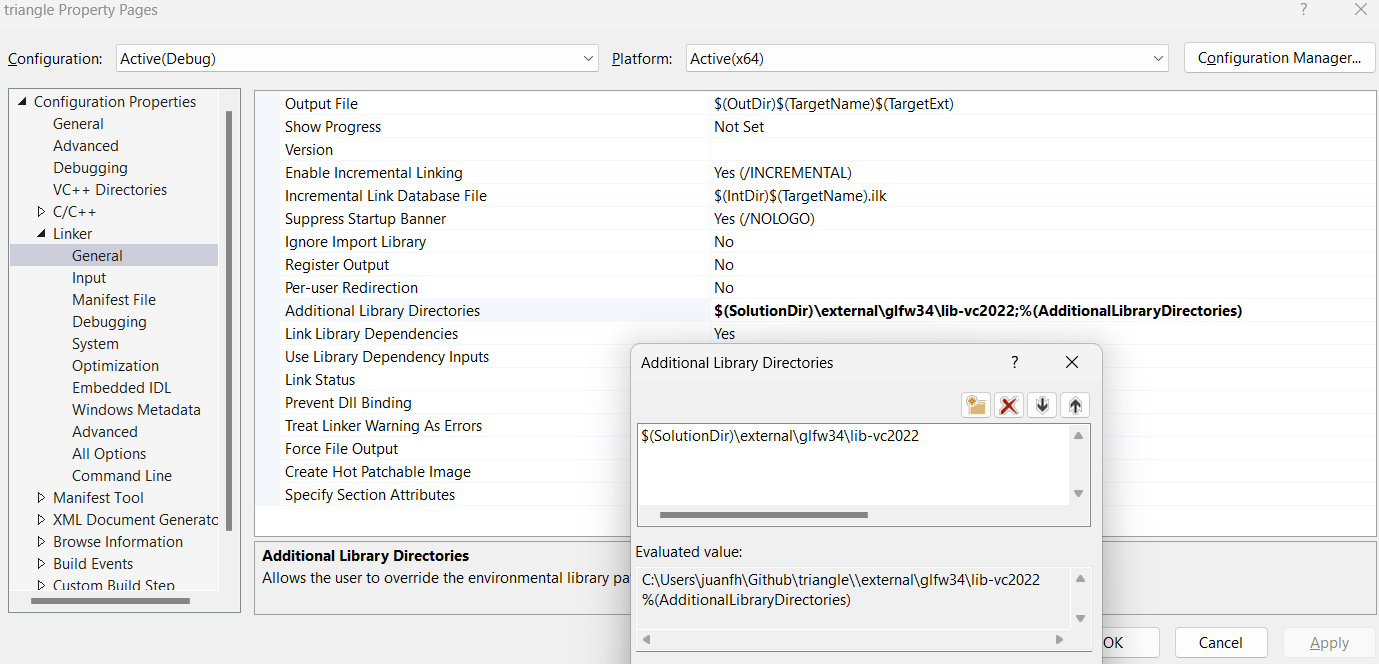 triangle Property Pages ?
Configuration: Active(Debug) Platform: Active(x64) Configuration Manager...
Configuration Properties
General
Advanced
Debugging
VC++ Directories
C/C++
Linker
General
Input
Manifest File
Debugging
System
Optimization
Embedded IDL
Windows Metadata
Advanced
All Options
Command Line
Manifest Tool
XML Document Generato
Browse Information
Build Events
Custom Build Step
Output File $(OutDir)$(TargetName)$(TargetExt)
Show Progress Not Set
Version
Enable Incremental Linking Yes (/INCREMENTAL)
Incremental Link Database File $(IntDir)$(TargetName).ilk
Suppress Startup Banner Yes (/NOLOGO)
Ignore Import Library No
Register Output No
Per-user Redirection No
Additional Library Directories $(SolutionDir)\external\glfw34\lib-vc2022;%(AdditionalLibraryDirectories)
Link Library Dependencies Yes
Use Library Dependency Inputs
Link Status
Prevent Dll Binding
Treat Linker Warning As Errors
Force File Output
Create Hot Patchable Image
Specify Section Attributes
Additional Library Directories
Allows the user to override the environmental library pa
Additional Library Directories ?
$(SolutionDir)\external\glfw34\lib-vc2022
Evaluated value:
C:\Users\juanfh\Github\triangle\\external\glfw34\lib-vc2022
%(AdditionalLibraryDirectories)
OK Cancel Apply